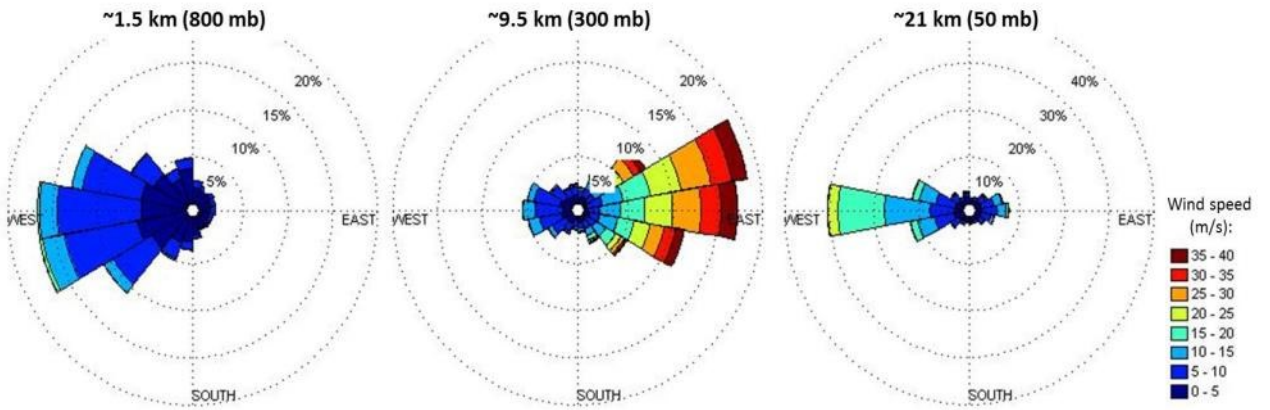 ~1.5 km (800 mb)
~9.5 km (300 mb)
~21 km (50 mb)
20%
15%
10%
5%
WEST
EAST
SOUTH
20%
15%
10%
5%
WEST
EAST
SOUTH
40%
30%
20%
10%
WEST
EAST
SOUTH
Wind speed
(m/s):
35 - 40
30 - 35
25 - 30
20 - 25
15 - 20
10 - 15
5 - 10
0 - 5